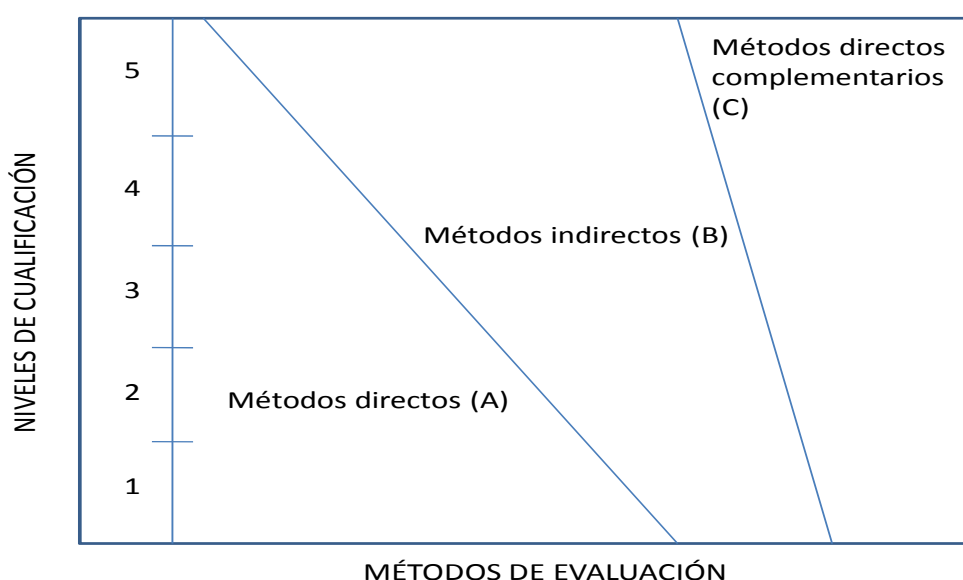 NIVELES DE CUALIFICACIÓN
5
4
3
2
1
Métodos directos
complementarios
(C)
Métodos indirectos (B)
Métodos directos (A)
MÉTODOS DE EVALUACIÓN